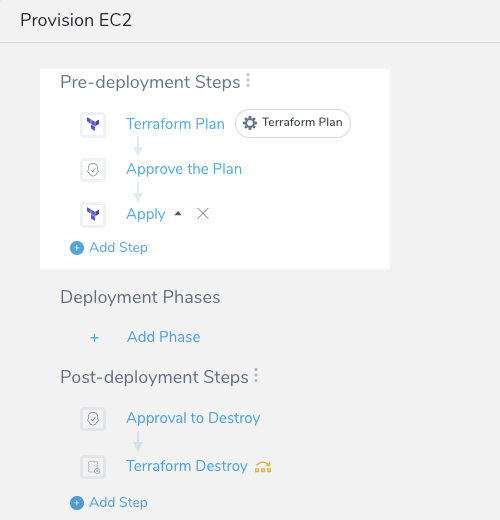 Provision EC2
Pre-deployment Steps
Terraform Plan Terraform Plan
Approve the Plan
Apply
Add Step
Deployment Phases
Add Phase
Post-deployment Steps
Approval to Destroy
Terraform Destroy
Add Step